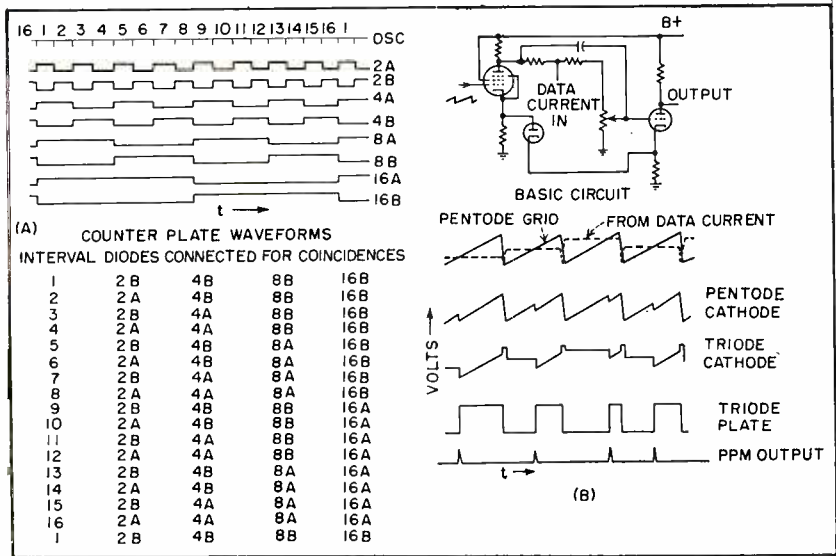 16 1 2 3 4 5 6 7 8 9 10 11 12 13 14 15 16 1
OSC
2A
2B
4A
4B
8A
8B
16A
16B
t
(A)
COUNTER PLATE WAVEFORMS
INTERVAL DIODES CONNECTED FOR COINCIDENCES
1 2B 4B 8B 16B
2 2A 4B 8B 16B
3 2B 4A 8B 16B
4 2A 4A 8B 16B
5 2B 4B 8A 16B
6 2A 4B 8A 16B
7 2B 4A 8A 16B
8 2A 4A 8A 16B
9 2B 4B 8B 16A
10 2A 4B 8B 16A
11 2B 4A 8B 16A
12 2A 4A 8B 16A
13 2B 4B 8A 16A
14 2A 4B 8A 16A
15 2B 4A 8A 16A
16 2A 4A 8A 16A
1 2B 4B 8B 16B
B+
DATA
CURRENT
IN
OUTPUT
BASIC CIRCUIT
PENTODE GRID
FROM DATA CURRENT
PENTODE
CATHODE
TRIODE
CATHODE
VOLTS
TRIODE
PLATE
PPM OUTPUT
t
(B)